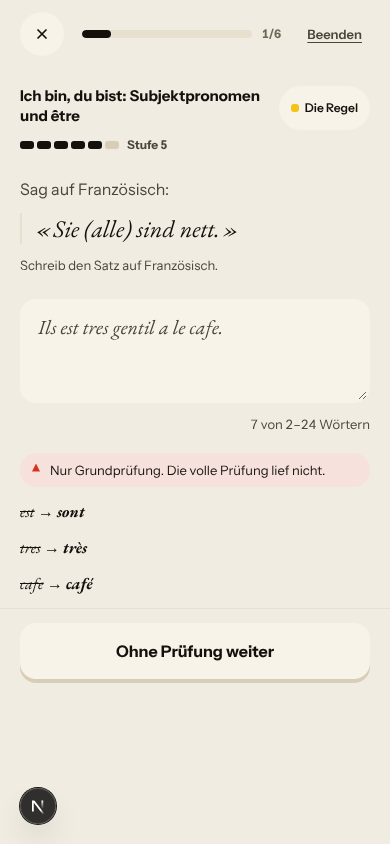 ✕ 1/6 Beenden
Ich bin, du bist: Subjektpronomen
und être
Die Regel
Stufe 5
Sag auf Französisch:
« Sie (alle) sind nett. »
Schreib den Satz auf Französisch.
Ils est tres gentil a le cafe.
7 von 2–24 Wörtern
Nur Grundprüfung. Die volle Prüfung lief nicht.
est → sont
tres → très
cafe → café
Ohne Prüfung weiter
N